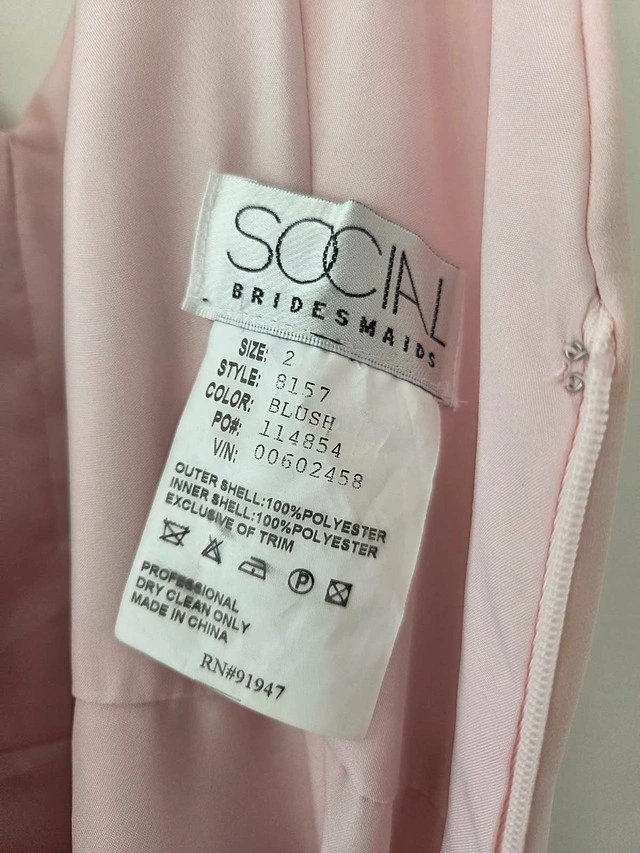 SOCIAL
BRIDESMAIDS
SIZE: 2
STYLE: 8157
COLOR: BLUSH
PO#: 114854
V/N: 00602458
OUTER SHELL:100%POLYESTER
INNER SHELL:100%POLYESTER
EXCLUSIVE OF TRIM
P
PROFESSIONAL
DRY CLEAN ONLY
MADE IN CHINA
RN#91947